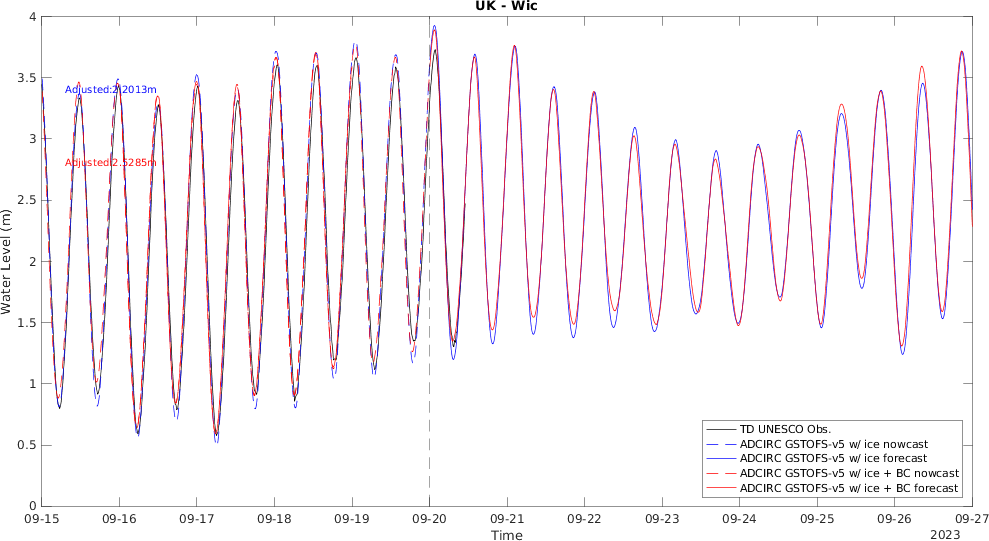 UK - Wic
4
3.5
3
2.5
2
1.5
1
0.5
0
Water Level (m)
Adjusted:2.2013m
Adjusted:2.5285m
TD UNESCO Obs.
ADCIRC GSTOFS-v5 w/ ice nowcast
ADCIRC GSTOFS-v5 w/ ice forecast
ADCIRC GSTOFS-v5 w/ ice + BC nowcast
ADCIRC GSTOFS-v5 w/ ice + BC forecast
09-15 09-16 09-17 09-18 09-19 09-20 09-21 09-22 09-23 09-24 09-25 09-26 09-27
Time
2023